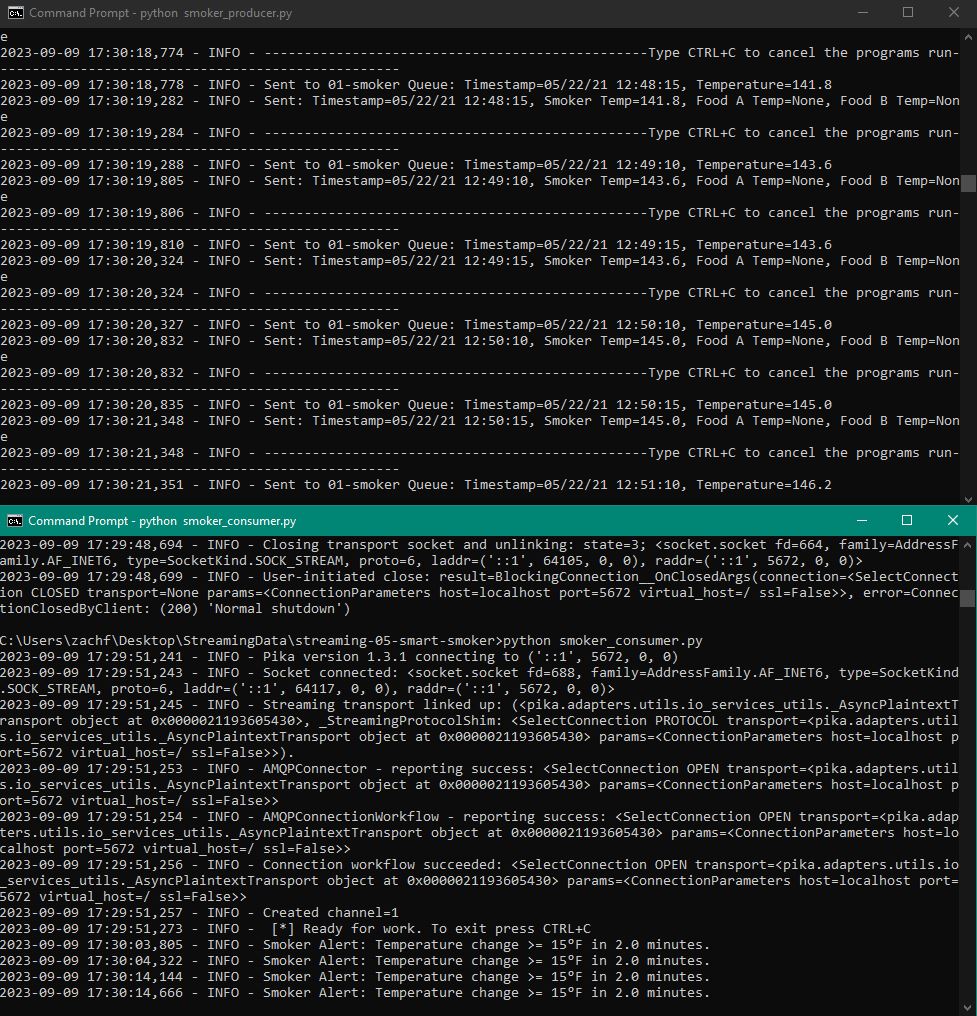 Command Prompt - python  smoker_producer.py
e
2023-09-09 17:30:18,774 - INFO - ------------------------------------------------Type CTRL+C to cancel the programs run-
--------------------------------------------------
2023-09-09 17:30:18,778 - INFO - Sent to 01-smoker Queue: Timestamp=05/22/21 12:48:15, Temperature=141.8
2023-09-09 17:30:19,282 - INFO - Sent: Timestamp=05/22/21 12:48:15, Smoker Temp=141.8, Food A Temp=None, Food B Temp=Non
e
2023-09-09 17:30:19,284 - INFO - ------------------------------------------------Type CTRL+C to cancel the programs run-
--------------------------------------------------
2023-09-09 17:30:19,288 - INFO - Sent to 01-smoker Queue: Timestamp=05/22/21 12:49:10, Temperature=143.6
2023-09-09 17:30:19,805 - INFO - Sent: Timestamp=05/22/21 12:49:10, Smoker Temp=143.6, Food A Temp=None, Food B Temp=Non
e
2023-09-09 17:30:19,806 - INFO - ------------------------------------------------Type CTRL+C to cancel the programs run-
--------------------------------------------------
2023-09-09 17:30:19,810 - INFO - Sent to 01-smoker Queue: Timestamp=05/22/21 12:49:15, Temperature=143.6
2023-09-09 17:30:20,324 - INFO - Sent: Timestamp=05/22/21 12:49:15, Smoker Temp=143.6, Food A Temp=None, Food B Temp=Non
e
2023-09-09 17:30:20,324 - INFO - ------------------------------------------------Type CTRL+C to cancel the programs run-
--------------------------------------------------
2023-09-09 17:30:20,327 - INFO - Sent to 01-smoker Queue: Timestamp=05/22/21 12:50:10, Temperature=145.0
2023-09-09 17:30:20,832 - INFO - Sent: Timestamp=05/22/21 12:50:10, Smoker Temp=145.0, Food A Temp=None, Food B Temp=Non
e
2023-09-09 17:30:20,832 - INFO - ------------------------------------------------Type CTRL+C to cancel the programs run-
--------------------------------------------------
2023-09-09 17:30:20,835 - INFO - Sent to 01-smoker Queue: Timestamp=05/22/21 12:50:15, Temperature=145.0
2023-09-09 17:30:21,348 - INFO - Sent: Timestamp=05/22/21 12:50:15, Smoker Temp=145.0, Food A Temp=None, Food B Temp=Non
e
2023-09-09 17:30:21,348 - INFO - ------------------------------------------------Type CTRL+C to cancel the programs run-
--------------------------------------------------
2023-09-09 17:30:21,351 - INFO - Sent to 01-smoker Queue: Timestamp=05/22/21 12:51:10, Temperature=146.2
Command Prompt - python  smoker_consumer.py
2023-09-09 17:29:48,694 - INFO - Closing transport socket and unlinking: state=3; <socket.socket fd=664, family=AddressF
amily.AF_INET6, type=SocketKind.SOCK_STREAM, proto=6, laddr=('::1', 64105, 0, 0), raddr=('::1', 5672, 0, 0)>
2023-09-09 17:29:48,699 - INFO - User-initiated close: result=BlockingConnection__OnClosedArgs(connection=<SelectConnect
ion CLOSED transport=None params=<ConnectionParameters host=localhost port=5672 virtual_host=/ ssl=False>>, error=Connec
tionClosedByClient: (200) 'Normal shutdown')
C:\Users\zachf\Desktop\StreamingData\streaming-05-smart-smoker>python smoker_consumer.py
2023-09-09 17:29:51,241 - INFO - Pika version 1.3.1 connecting to ('::1', 5672, 0, 0)
2023-09-09 17:29:51,243 - INFO - Socket connected: <socket.socket fd=688, family=AddressFamily.AF_INET6, type=SocketKind
.SOCK_STREAM, proto=6, laddr=('::1', 64117, 0, 0), raddr=('::1', 5672, 0, 0)>
2023-09-09 17:29:51,245 - INFO - Streaming transport linked up: (<pika.adapters.utils.io_services_utils._AsyncPlaintextT
ransport object at 0x0000021193605430>, _StreamingProtocolShim: <SelectConnection PROTOCOL transport=<pika.adapters.util
s.io_services_utils._AsyncPlaintextTransport object at 0x0000021193605430> params=<ConnectionParameters host=localhost p
ort=5672 virtual_host=/ ssl=False>>).
2023-09-09 17:29:51,253 - INFO - AMQPConnector - reporting success: <SelectConnection OPEN transport=<pika.adapters.util
s.io_services_utils._AsyncPlaintextTransport object at 0x0000021193605430> params=<ConnectionParameters host=localhost p
ort=5672 virtual_host=/ ssl=False>>
2023-09-09 17:29:51,254 - INFO - AMQPConnectionWorkflow - reporting success: <SelectConnection OPEN transport=<pika.adap
ters.utils.io_services_utils._AsyncPlaintextTransport object at 0x0000021193605430> params=<ConnectionParameters host=lo
calhost port=5672 virtual_host=/ ssl=False>>
2023-09-09 17:29:51,256 - INFO - Connection workflow succeeded: <SelectConnection OPEN transport=<pika.adapters.utils.io
_services_utils._AsyncPlaintextTransport object at 0x0000021193605430> params=<ConnectionParameters host=localhost port=
5672 virtual_host=/ ssl=False>>
2023-09-09 17:29:51,257 - INFO - Created channel=1
2023-09-09 17:29:51,273 - INFO -  [*] Ready for work. To exit press CTRL+C
2023-09-09 17:30:03,805 - INFO - Smoker Alert: Temperature change >= 15°F in 2.0 minutes.
2023-09-09 17:30:04,322 - INFO - Smoker Alert: Temperature change >= 15°F in 2.0 minutes.
2023-09-09 17:30:14,144 - INFO - Smoker Alert: Temperature change >= 15°F in 2.0 minutes.
2023-09-09 17:30:14,666 - INFO - Smoker Alert: Temperature change >= 15°F in 2.0 minutes.